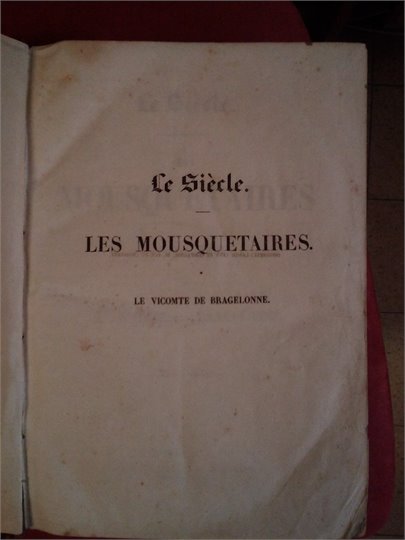 Le Siècle.
LES MOUSQUETAIRES.
LE VICOMTE DE BRAGELONNE.